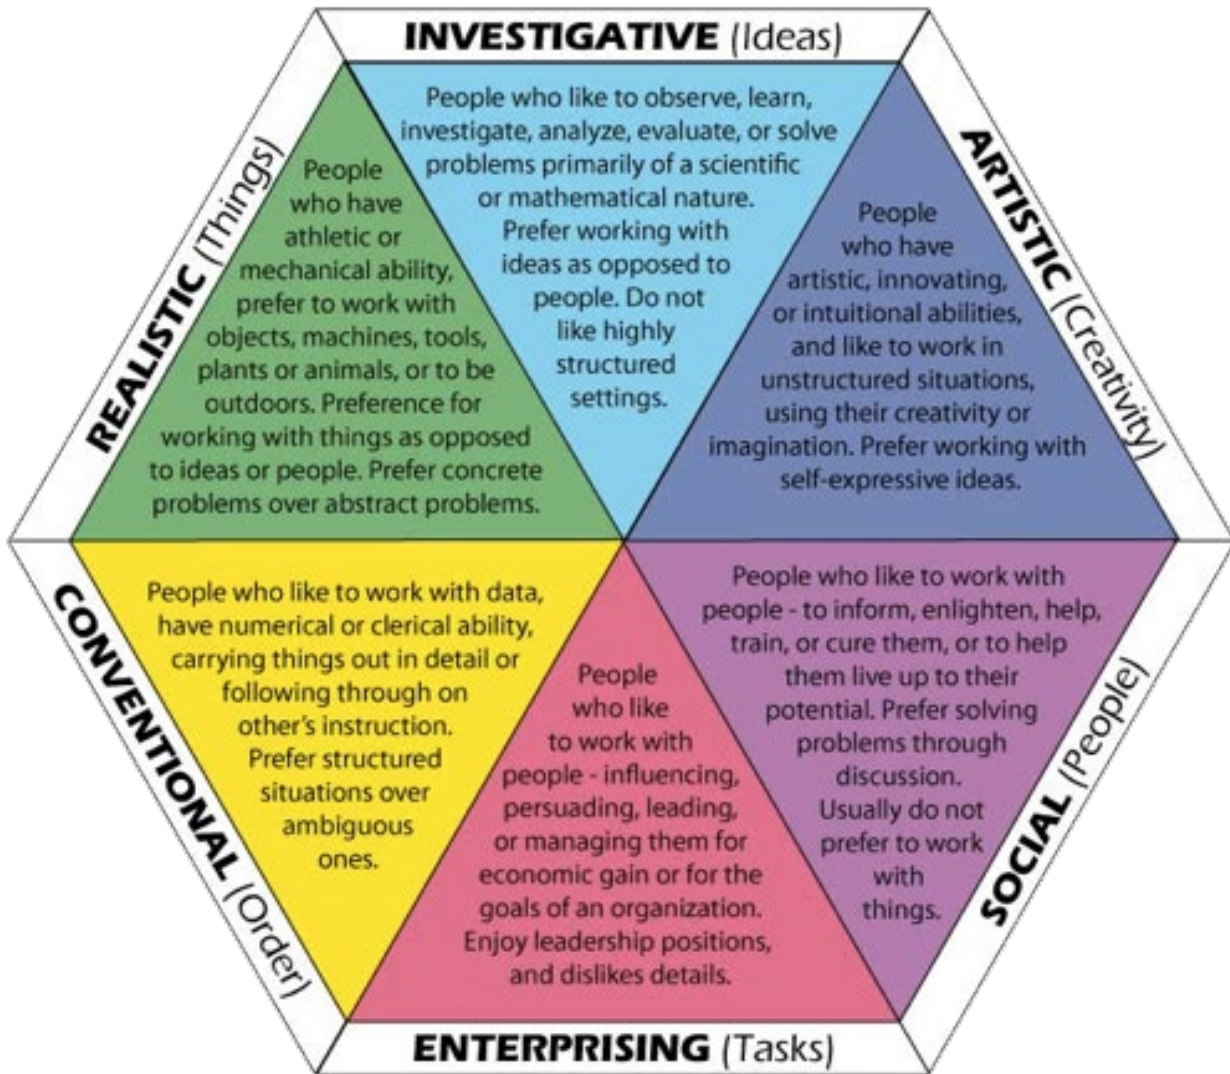 INVESTIGATIVE (Ideas)
People who like to observe, learn,
investigate, analyze, evaluate, or solve
problems primarily of a scientific
or mathematical nature.
Prefer working with
ideas as opposed to
people. Do not
like highly
structured
settings.
ARTISTIC (Creativity)
People
who have
artistic, innovating,
or intuitional abilities,
and like to work in
unstructured situations,
using their creativity or
imagination. Prefer working with
self-expressive ideas.
SOCIAL (People)
People who like to work with
people - to inform, enlighten, help,
train, or cure them, or to help
them live up to their
potential. Prefer solving
problems through
discussion.
Usually do not
prefer to work
with
things.
ENTERPRISING (Tasks)
People
who like
to work with
people - influencing,
persuading, leading,
or managing them for
economic gain or for the
goals of an organization.
Enjoy leadership positions,
and dislikes details.
CONVENTIONAL (Order)
People who like to work with data,
have numerical or clerical ability,
carrying things out in detail or
following through on
other's instruction.
Prefer structured
situations over
ambiguous
ones.
REALISTIC (Things)
People
who have
athletic or
mechanical ability,
prefer to work with
objects, machines, tools,
plants or animals, or to be
outdoors. Preference for
working with things as opposed
to ideas or people. Prefer concrete
problems over abstract problems.